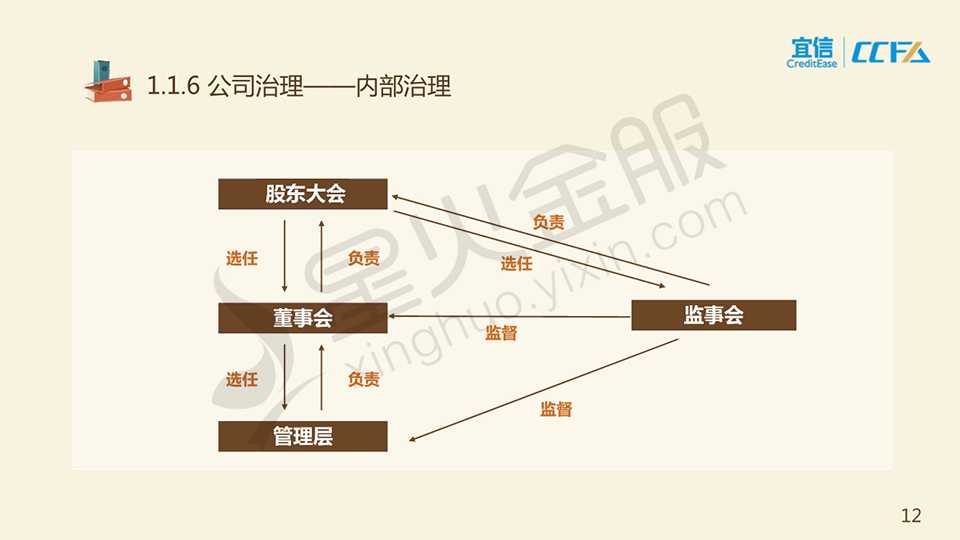 宜信
CreditEase
CCFA
1.1.6 公司治理——内部治理
股东大会
负责
选任
负责
选任
董事会
监事会
监督
选任
负责
监督
管理层
星火金服
xinghuo.yixin.com
12